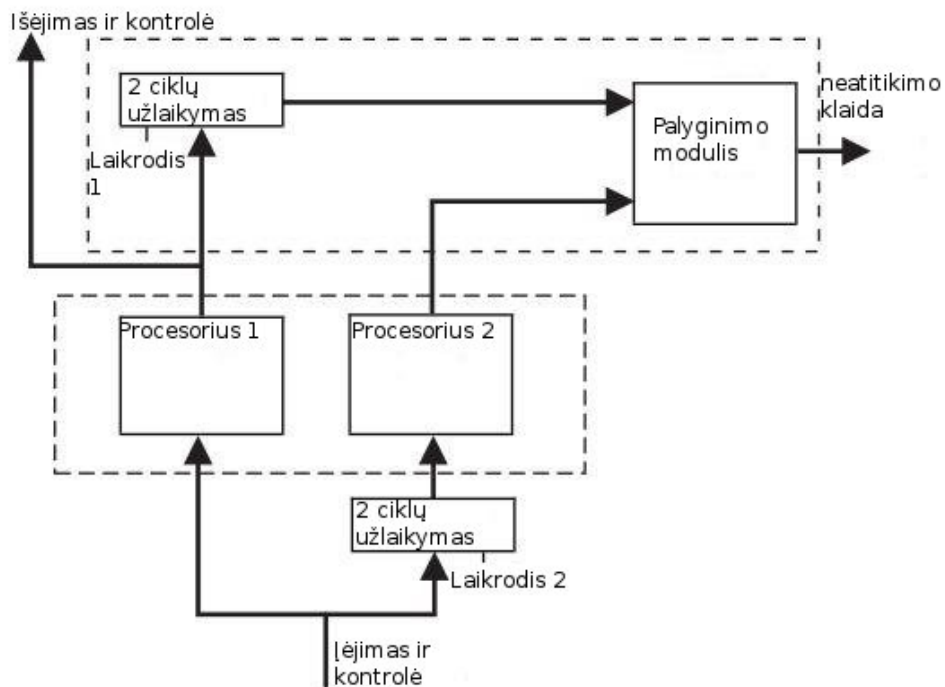 Išėjimas ir kontrolė
2 ciklų
užlaikymas
Laikrodis
1
Palyginimo
modulis
neatitikimo
klaida
Procesorius 1
Procesorius 2
2 ciklų
užlaikymas
Laikrodis 2
Įėjimas ir
kontrolė